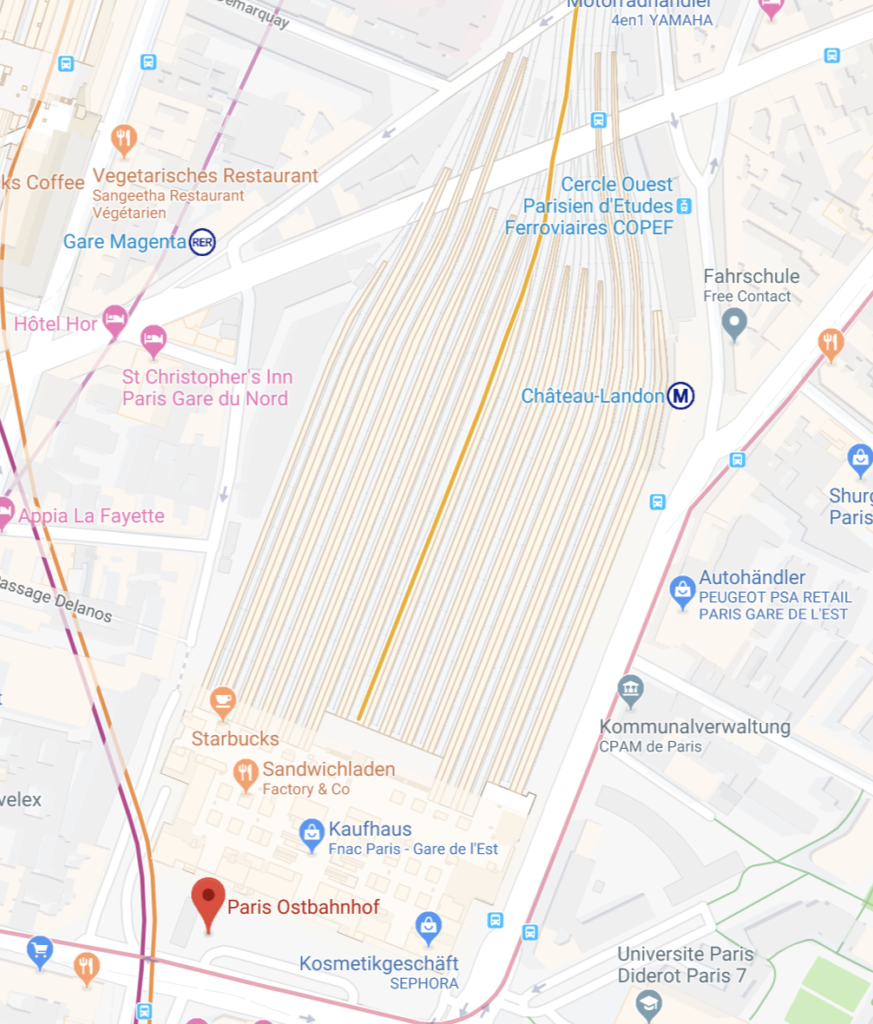 Demarquay
Motorradhändler
4en1 YAMAHA
ks Coffee
Vegetarisches Restaurant
Sangeetha Restaurant
Végétarien
Cercle Ouest
Parisien d'Etudes
Ferroviaires COPEF
Gare Magenta
RER
Fahrschule
Free Contact
Hôtel Hor
St Christopher's Inn
Paris Gare du Nord
Château-Landon
M
Shurg
Paris
Appia La Fayette
Passage Delanos
Autohändler
PEUGEOT PSA RETAIL
PARIS GARE DE L'EST
Kommunalverwaltung
CPAM de Paris
Starbucks
Sandwichladen
Factory & Co
velex
Kaufhaus
Fnac Paris - Gare de l'Est
Paris Ostbahnhof
Kosmetikgeschäft
SEPHORA
Universite Paris
Diderot Paris 7